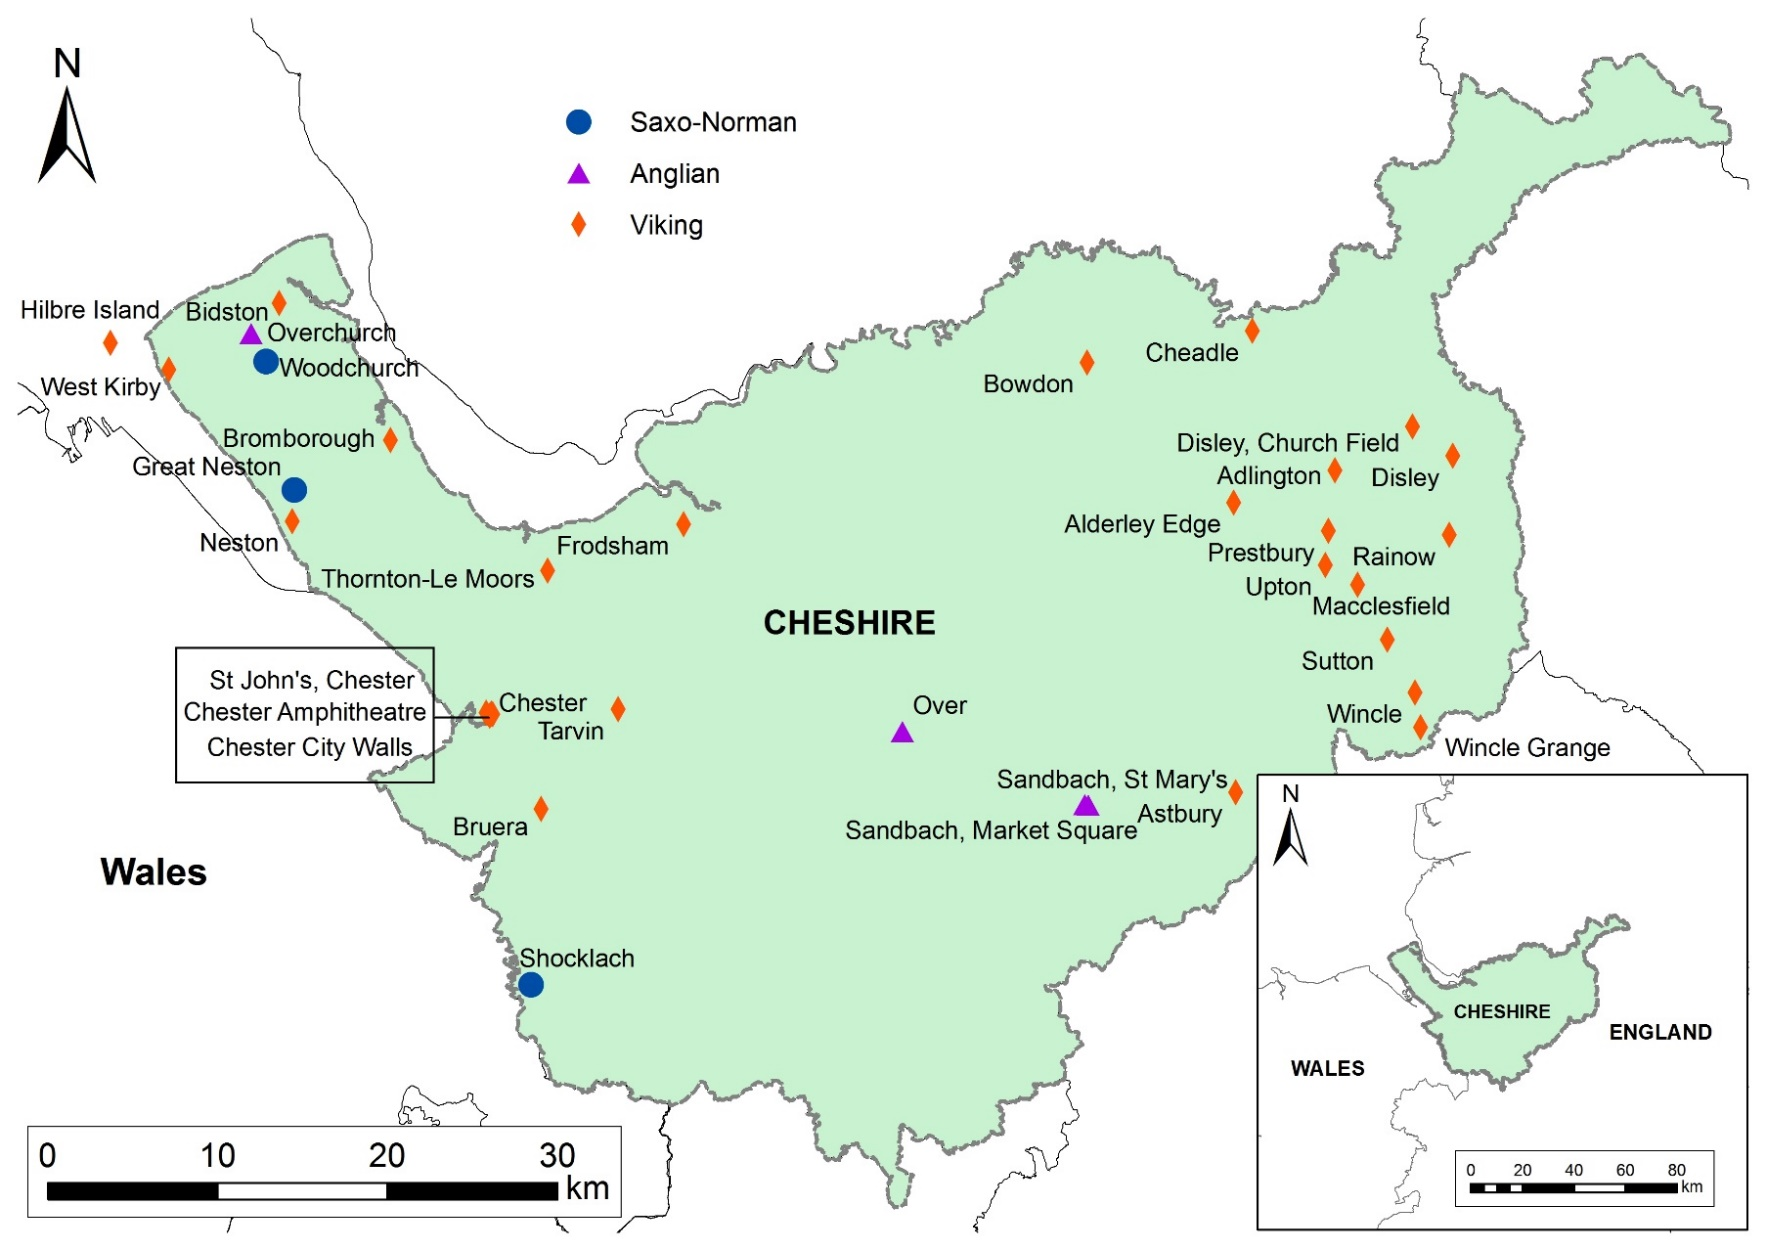 N
Saxo-Norman
Anglian
Viking
Hilbre Island
Bidston
Overchurch
Woodchurch
West Kirby
Bromborough
Great Neston
Neston
Thornton-Le Moors
Frodsham
Bowdon
Cheadle
Disley, Church Field
Adlington
Disley
Alderley Edge
Prestbury
Rainow
Upton
Macclesfield
CHESHIRE
Sutton
Wincle
Wincle Grange
St John's, Chester
Chester Amphitheatre
Chester City Walls
Chester
Tarvin
Over
Sandbach, St Mary's
Astbury
Sandbach, Market Square
Bruera
Wales
Shocklach
0 10 20 30
km
N
CHESHIRE
ENGLAND
WALES
0 20 40 60 80
km